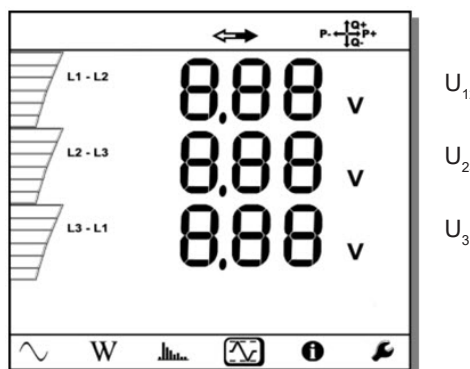 P- Q+ P+
Q-
L1 - L2 8.88 V U1
L2 - L3 8.88 V U2
L3 - L1 8.88 V U3
W